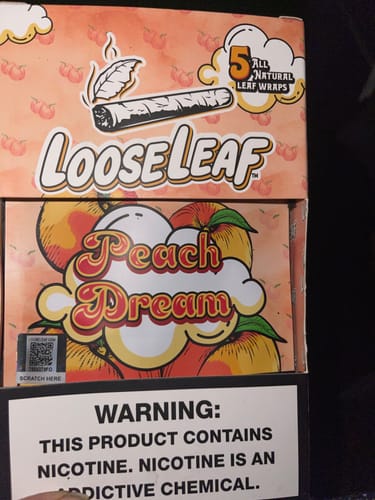 5 ALL
NATURAL
LEAF WRAPS
LOOSELEAF™
Peach
Dream
SCRATCH HERE
WARNING:
THIS PRODUCT CONTAINS
NICOTINE. NICOTINE IS AN
ADDICTIVE CHEMICAL.